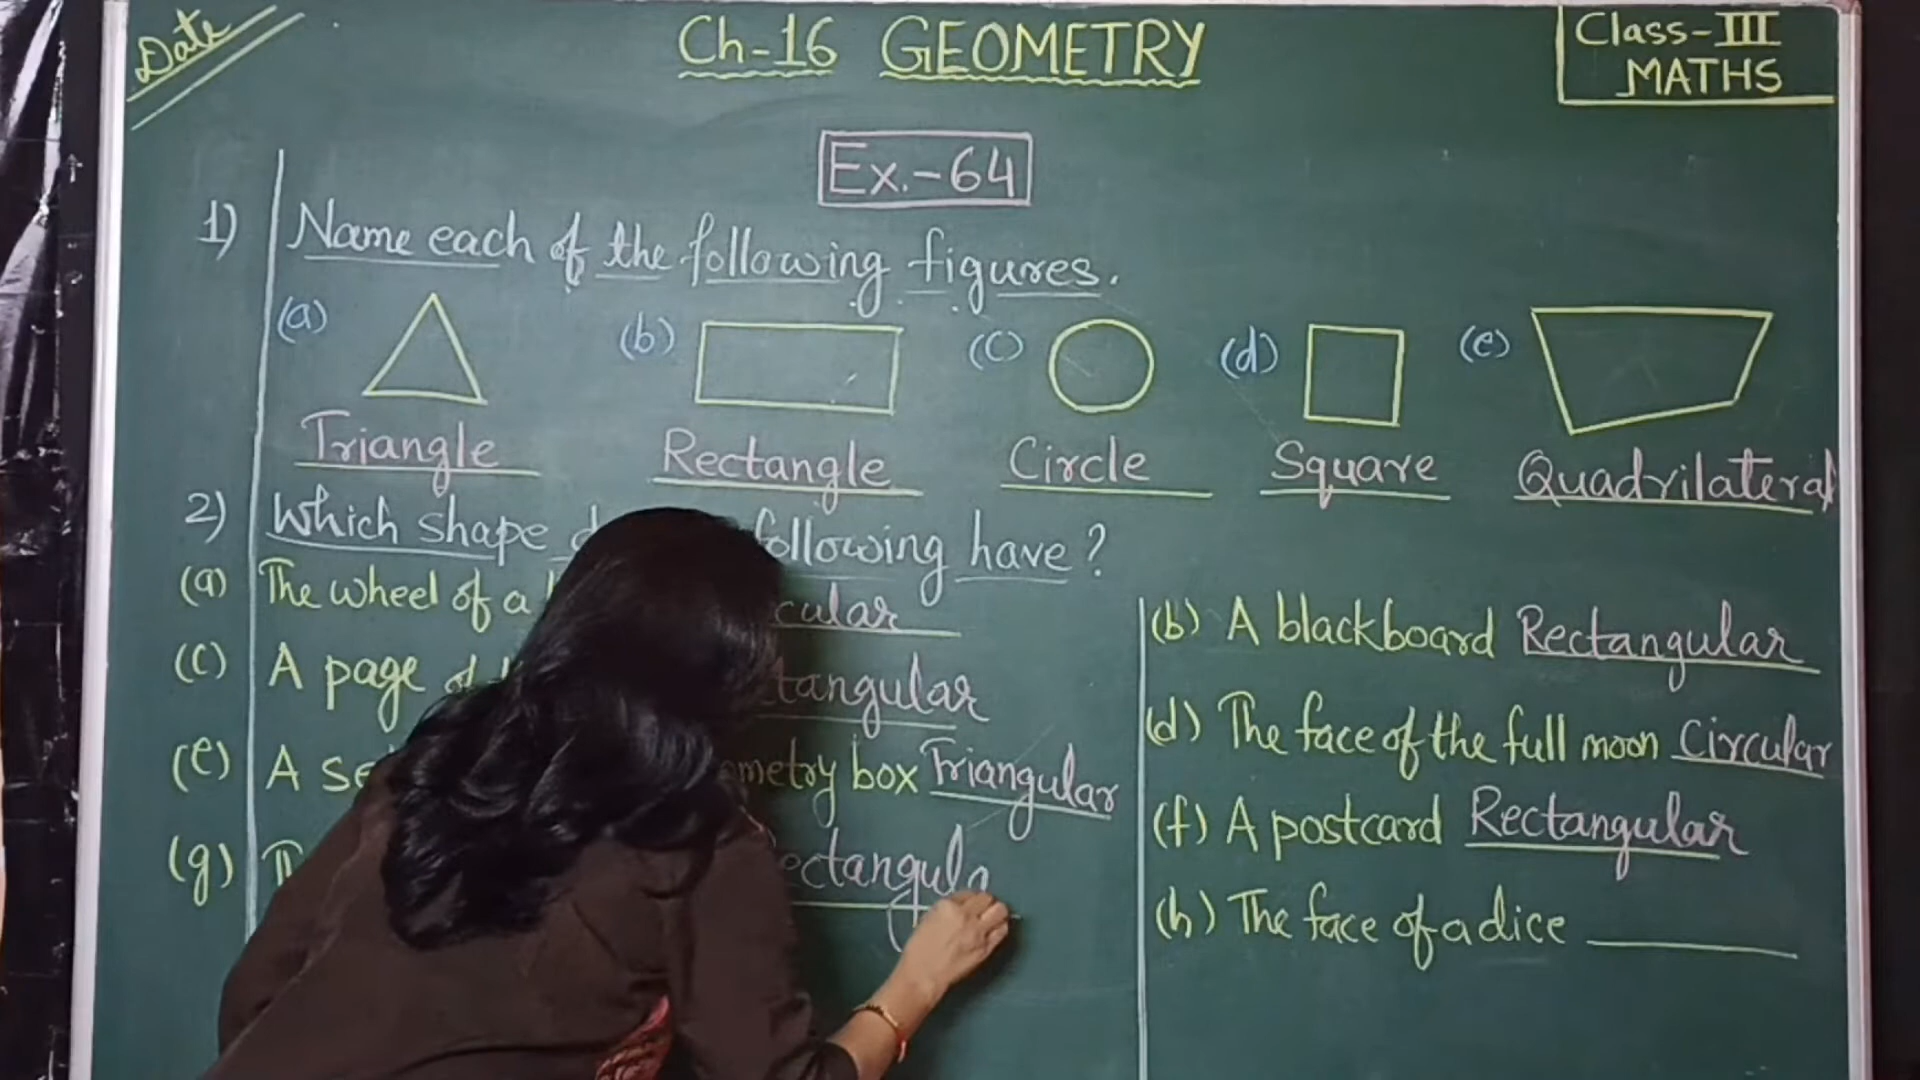 Date
Ch-16 GEOMETRY
Class-III
MATHS
Ex.-64
1) Name each of the following figures.
(a) (b) (c) (d) (e)
Triangle Rectangle Circle Square Quadrilateral
2) Which shape following have?
(a) The wheel of a cular
(b) A blackboard Rectangular
(c) A page of tangular
(d) The face of the full moon Circular
(e) A se ometry box Triangular
(f) A postcard Rectangular
(g) ectangula
(h) The face of a dice